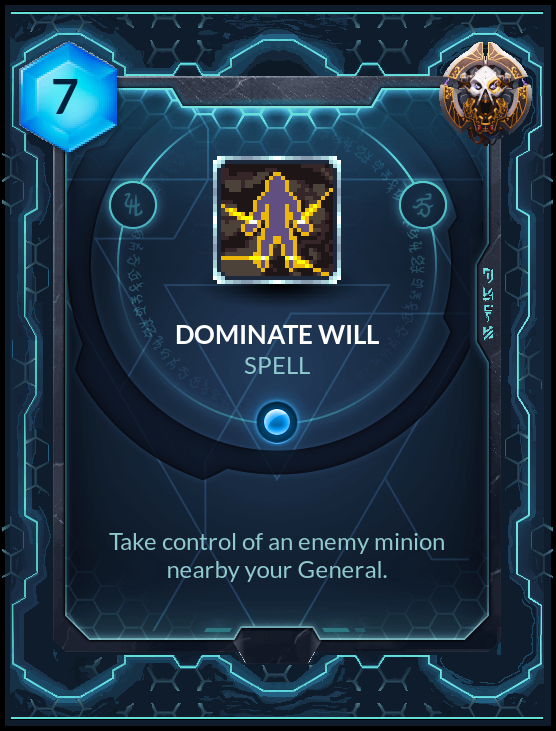 7
DOMINATE WILL
SPELL
Take control of an enemy minion
nearby your General.